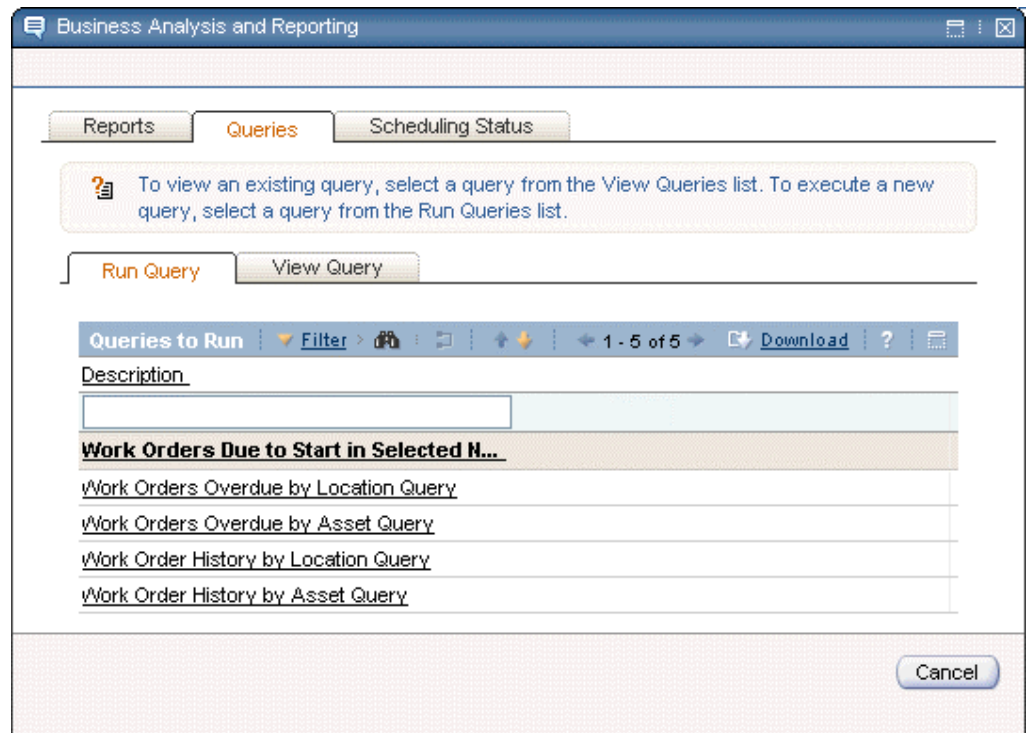 Business Analysis and Reporting
Reports
Queries
Scheduling Status
To view an existing query, select a query from the View Queries list. To execute a new
query, select a query from the Run Queries list.
Run Query
View Query
Queries to Run Filter 1 - 5 of 5 Download ?
Description
Work Orders Due to Start in Selected N...
Work Orders Overdue by Location Query
Work Orders Overdue by Asset Query
Work Order History by Location Query
Work Order History by Asset Query
Cancel